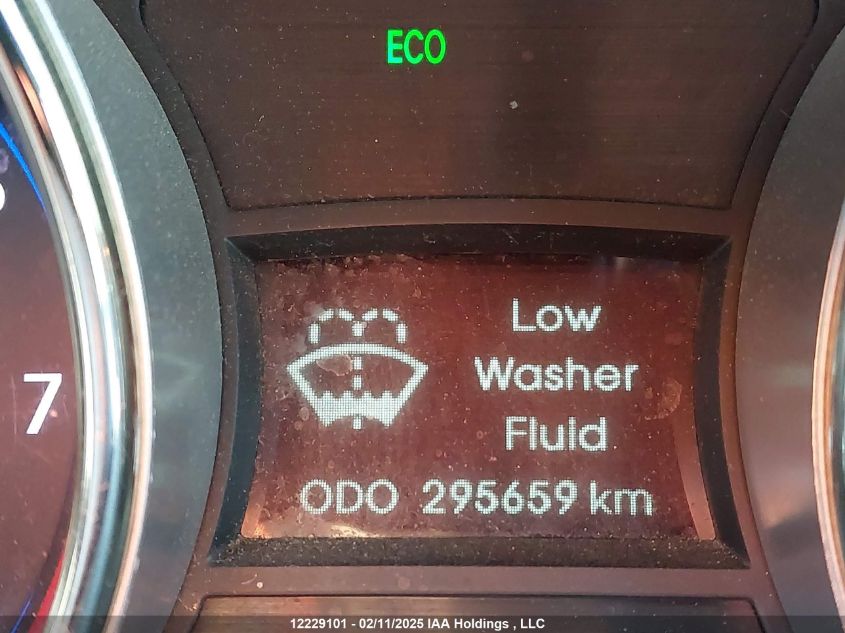 ECO
Low
Washer
Fluid
7
ODO 295659 km
12229101 - 02/11/2025 IAA Holdings , LLC